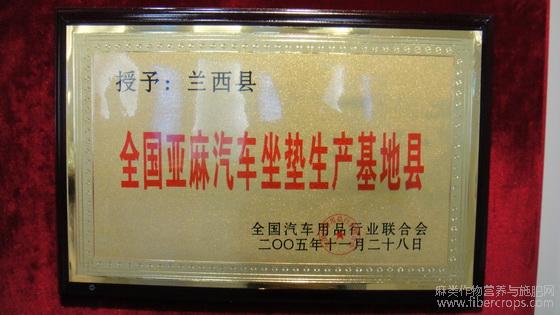 授予：兰西县
全国亚麻汽车坐垫生产基地县
全国汽车用品行业联合会
二〇〇五年十一月二十八日
麻类作物营养与施肥网
www.fibercrops.com